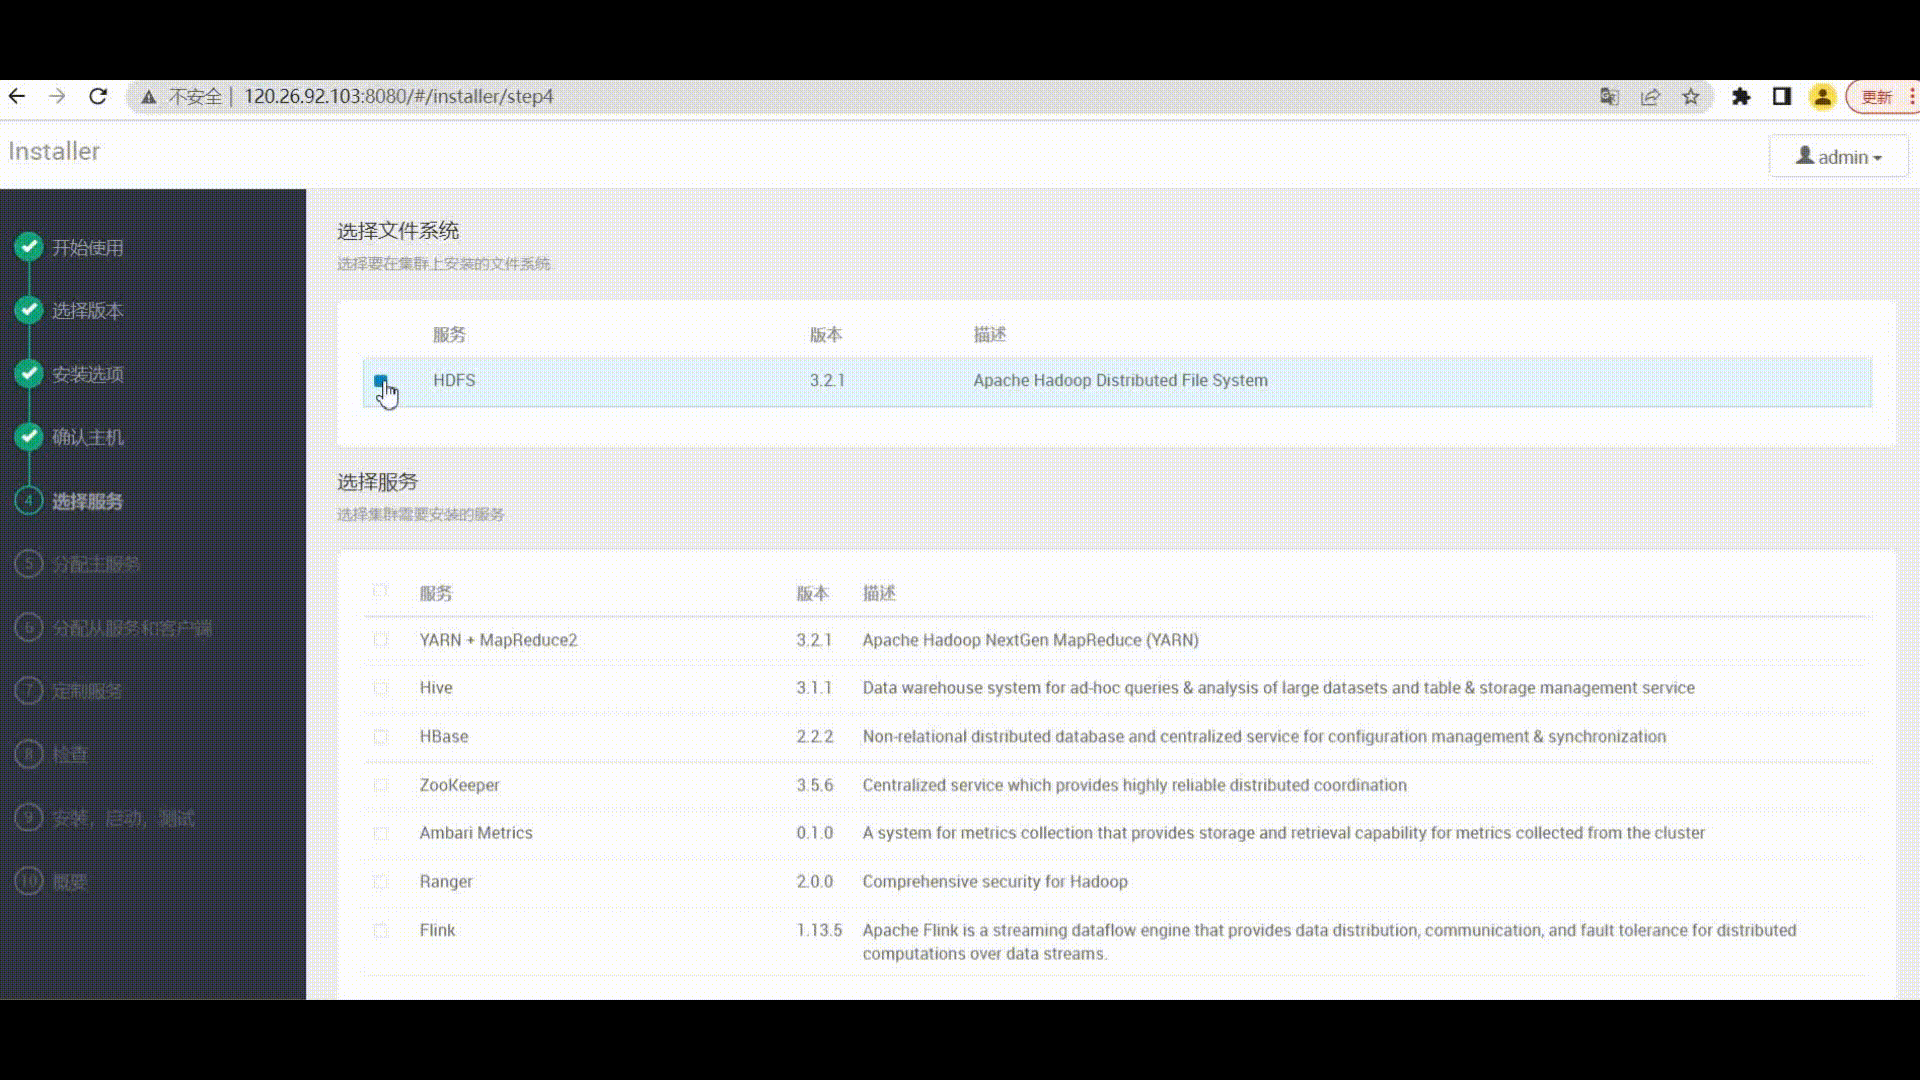 不安全 | 120.26.92.103:8080/#/installer/step4
更新
Installer
admin
开始使用
选择版本
安装选项
确认主机
4 选择服务
5 分配主服务
6 分配从服务和客户端
7 定制服务
8 检查
9 安装，启动，测试
10 概要
选择文件系统
选择要在集群上安装的文件系统
服务 版本 描述
HDFS 3.2.1 Apache Hadoop Distributed File System
选择服务
选择集群需要安装的服务
服务 版本 描述
YARN + MapReduce2 3.2.1 Apache Hadoop NextGen MapReduce (YARN)
Hive 3.1.1 Data warehouse system for ad-hoc queries & analysis of large datasets and table & storage management service
HBase 2.2.2 Non-relational distributed database and centralized service for configuration management & synchronization
ZooKeeper 3.5.6 Centralized service which provides highly reliable distributed coordination
Ambari Metrics 0.1.0 A system for metrics collection that provides storage and retrieval capability for metrics collected from the cluster
Ranger 2.0.0 Comprehensive security for Hadoop
Flink 1.13.5 Apache Flink is a streaming dataflow engine that provides data distribution, communication, and fault tolerance for distributed
computations over data streams.